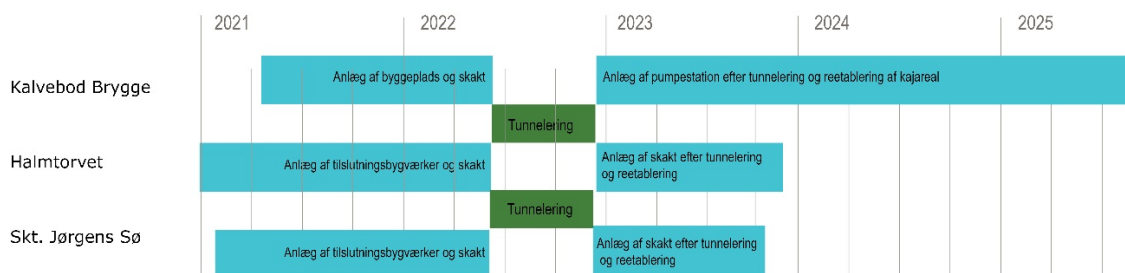 2021 2022 2023 2024 2025
Kalvebod Brygge
Anlæg af byggeplads og skakt
Anlæg af pumpestation efter tunnelering og reetablering af kajareal
Tunnelering
Halmtorvet
Anlæg af tilslutningsbygværker og skakt
Anlæg af skakt efter tunnelering
og reetablering
Tunnelering
Skt. Jørgens Sø
Anlæg af tilslutningsbygværker og skakt
Anlæg af skakt efter tunnelering
og reetablering